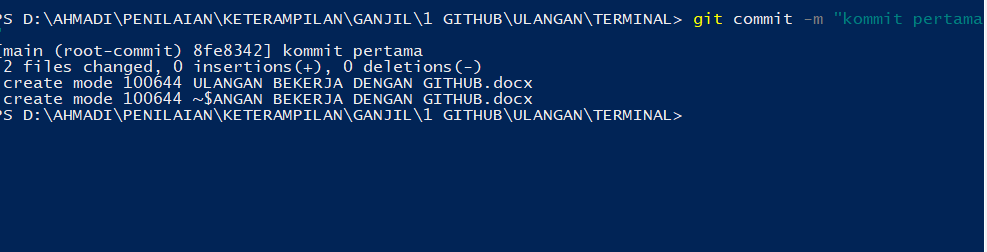 PS D:\AHMADI\PENILAIAN\KETERAMPILAN\GANJIL\1 GITHUB\ULANGAN\TERMINAL> git commit -m "kommit pertama
"
[main (root-commit) 8fe8342] kommit pertama
2 files changed, 0 insertions(+), 0 deletions(-)
create mode 100644 ULANGAN BEKERJA DENGAN GITHUB.docx
create mode 100644 ~$ANGAN BEKERJA DENGAN GITHUB.docx
PS D:\AHMADI\PENILAIAN\KETERAMPILAN\GANJIL\1 GITHUB\ULANGAN\TERMINAL>